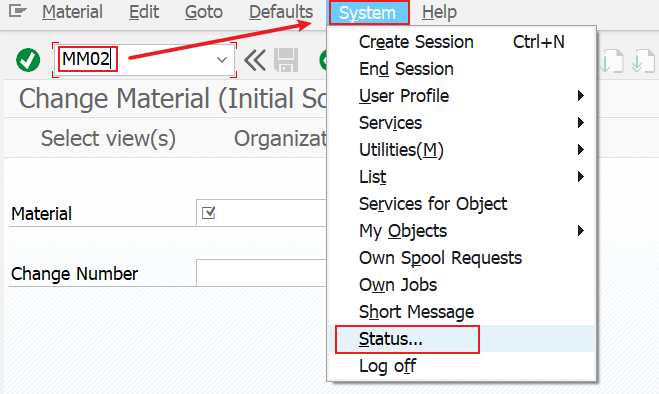 Material Edit Goto Defaults System Help
MM02
Change Material (Initial Sc
Select view(s) Organizat
Material
Change Number
Create Session Ctrl+N
End Session
User Profile
Services
Utilities(M)
List
Services for Object
My Objects
Own Spool Requests
Own Jobs
Short Message
Status...
Log off